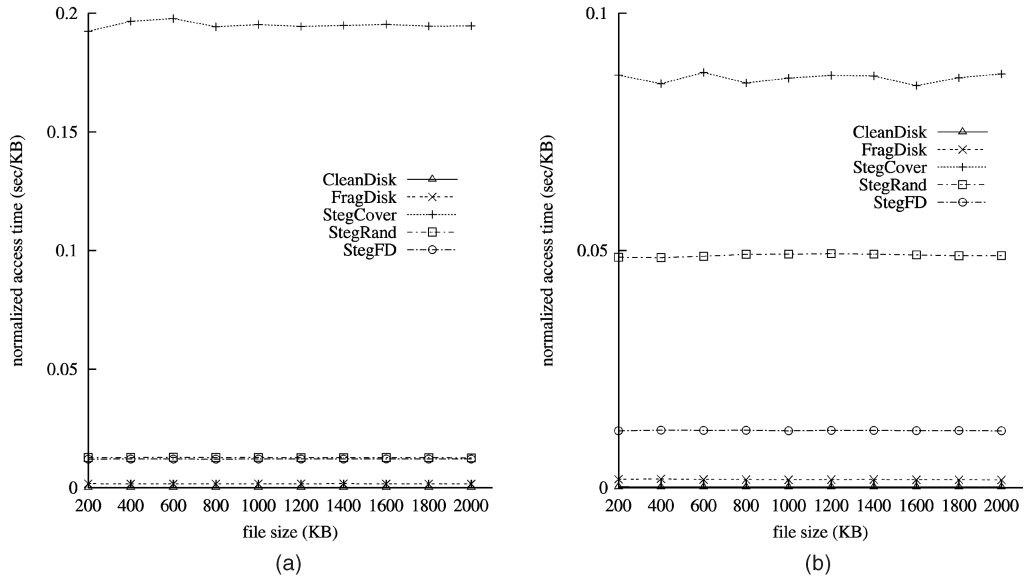 0.2
0.15
0.1
0.05
0
normalized access time (sec/KB)
CleanDisk
FragDisk
StegCover
StegRand
StegFD
200 400 600 800 1000 1200 1400 1600 1800 2000
file size (KB)
(a)
0.1
0.05
0
normalized access time (sec/KB)
CleanDisk
FragDisk
StegCover
StegRand
StegFD
200 400 600 800 1000 1200 1400 1600 1800 2000
file size (KB)
(b)